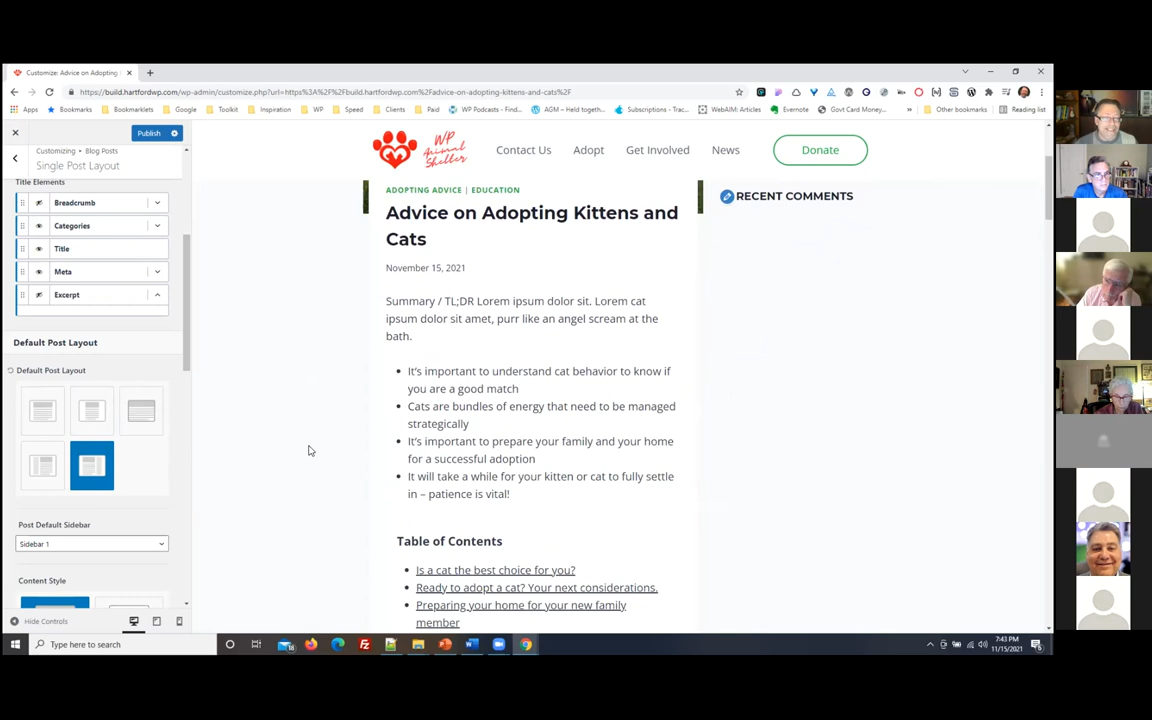 Customize: Advice on Adopting
https://build.hartfordwp.com/wp-admin/customize.php?url=https%3A%2F%2Fbuild.hartfordwp.com%2Fadvice-on-adopting-kittens-and-cats%2F
Apps Bookmarks Bookmarklets Google Toolkit Inspiration WP Speed Clients Paid WP Podcasts - Find... AGM – Held togeth... Subscriptions - Trac... WebAIM: Articles Evernote Govt Card Money... » Other bookmarks Reading list
Publish
Customizing ▸ Blog Posts
Single Post Layout
Title Elements
Breadcrumb
Categories
Title
Meta
Excerpt
Default Post Layout
Default Post Layout
Post Default Sidebar
Sidebar 1
Content Style
Hide Controls
WP
Animal
Shelter
Contact Us Adopt Get Involved News Donate
ADOPTING ADVICE | EDUCATION
Advice on Adopting Kittens and
Cats
November 15, 2021
Summary / TL;DR Lorem ipsum dolor sit. Lorem cat
ipsum dolor sit amet, purr like an angel scream at the
bath.
• It's important to understand cat behavior to know if
you are a good match
• Cats are bundles of energy that need to be managed
strategically
• It's important to prepare your family and your home
for a successful adoption
• It will take a while for your kitten or cat to fully settle
in – patience is vital!
Table of Contents
• Is a cat the best choice for you?
• Ready to adopt a cat? Your next considerations.
• Preparing your home for your new family
member
RECENT COMMENTS
Type here to search
7:43 PM
11/15/2021